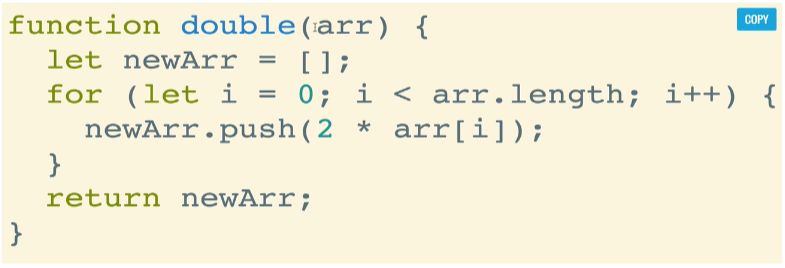 function double(arr) {
COPY
  let newArr = [];
  for (let i = 0; i < arr.length; i++) {
    newArr.push(2 * arr[i]);
  }
  return newArr;
}